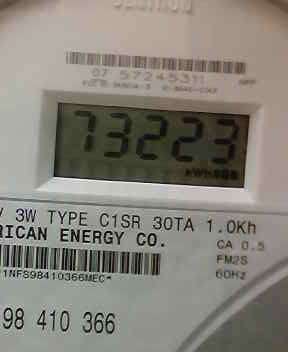 07 57245311
73223
kWh
V 3W TYPE C1SR 30TA 1.0Kh
RICAN ENERGY CO.
CA 0.5
FM2S
60Hz
1NFS98410366MEC*
98 410 366